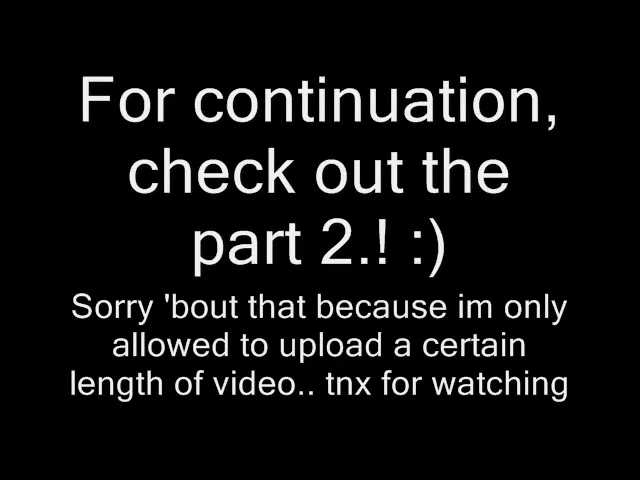 For continuation,
check out the
part 2.! :)
Sorry 'bout that because im only
allowed to upload a certain
length of video.. tnx for watching